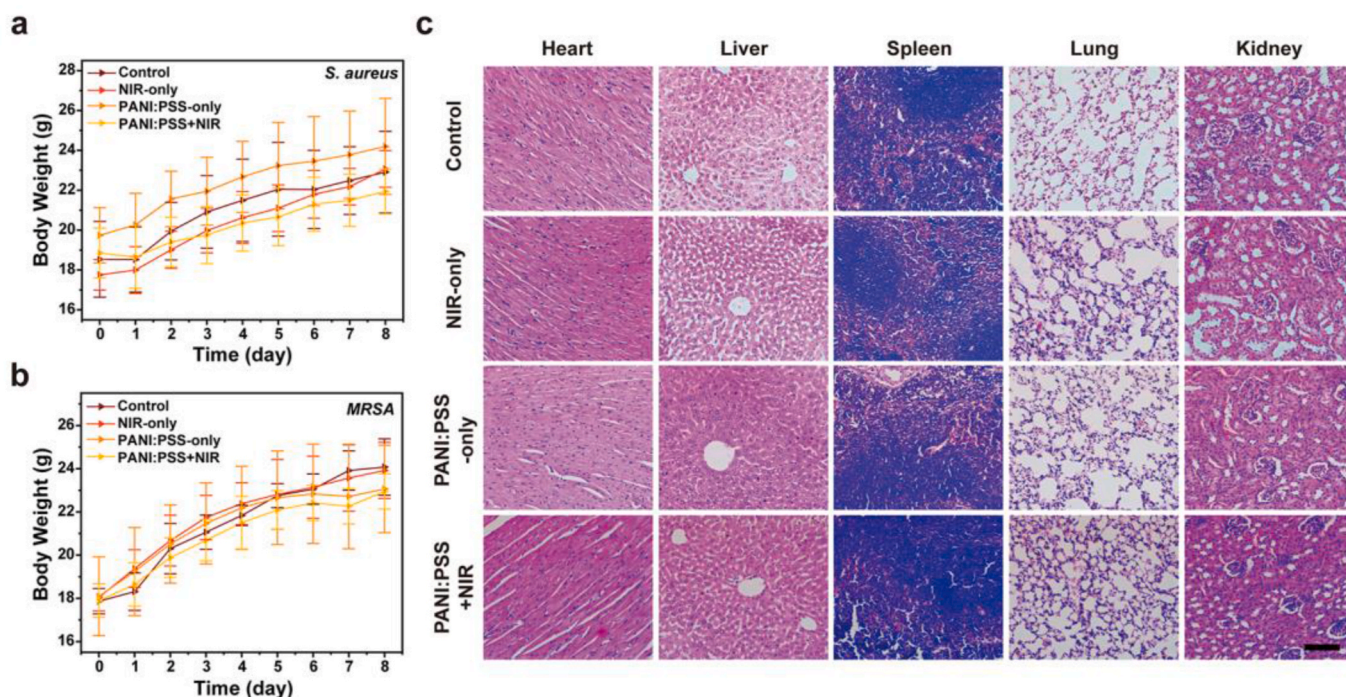 a
28
26
24
22
20
18
16
Body Weight (g)
Control
NIR-only
PANI:PSS-only
PANI:PSS+NIR
S. aureus
0 1 2 3 4 5 6 7 8
Time (day)
b
26
24
22
20
18
16
Body Weight (g)
Control
NIR-only
PANI:PSS-only
PANI:PSS+NIR
MRSA
0 1 2 3 4 5 6 7 8
Time (day)
c
Heart Liver Spleen Lung Kidney
Control
NIR-only
PANI:PSS
-only
PANI:PSS
+NIR